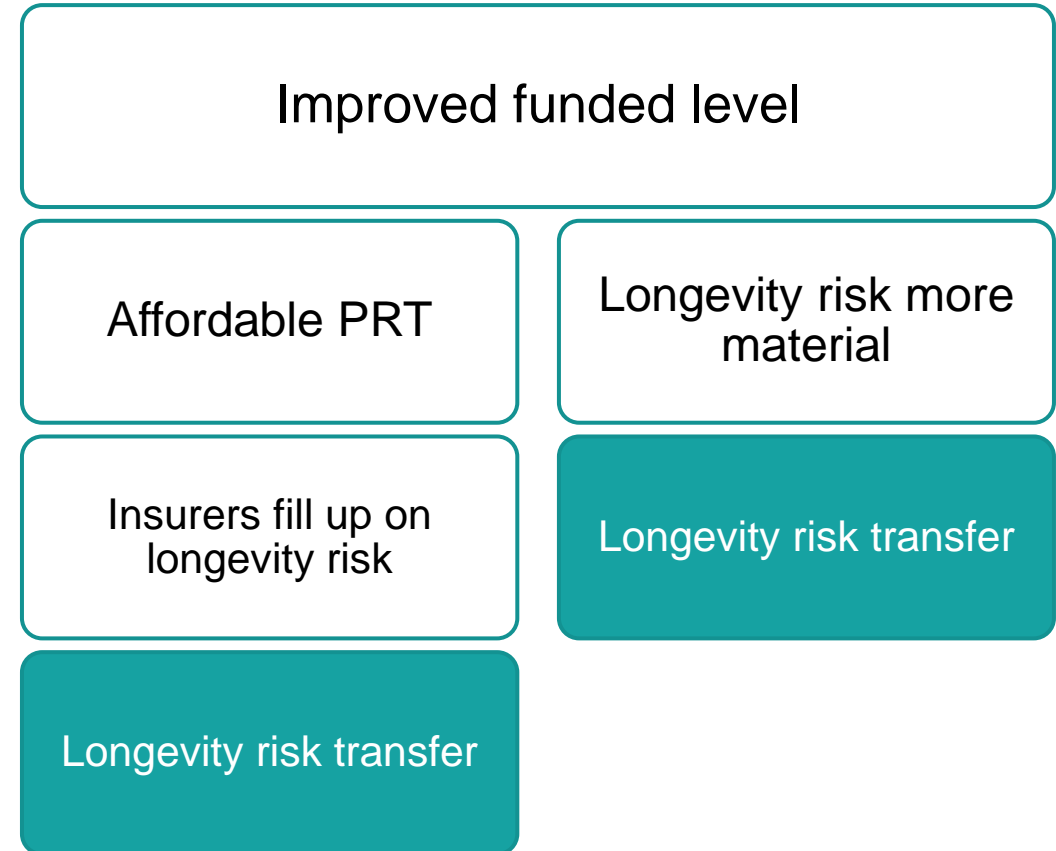 Improved funded level
Affordable PRT
Longevity risk more
material
Insurers fill up on
longevity risk
Longevity risk transfer
Longevity risk transfer